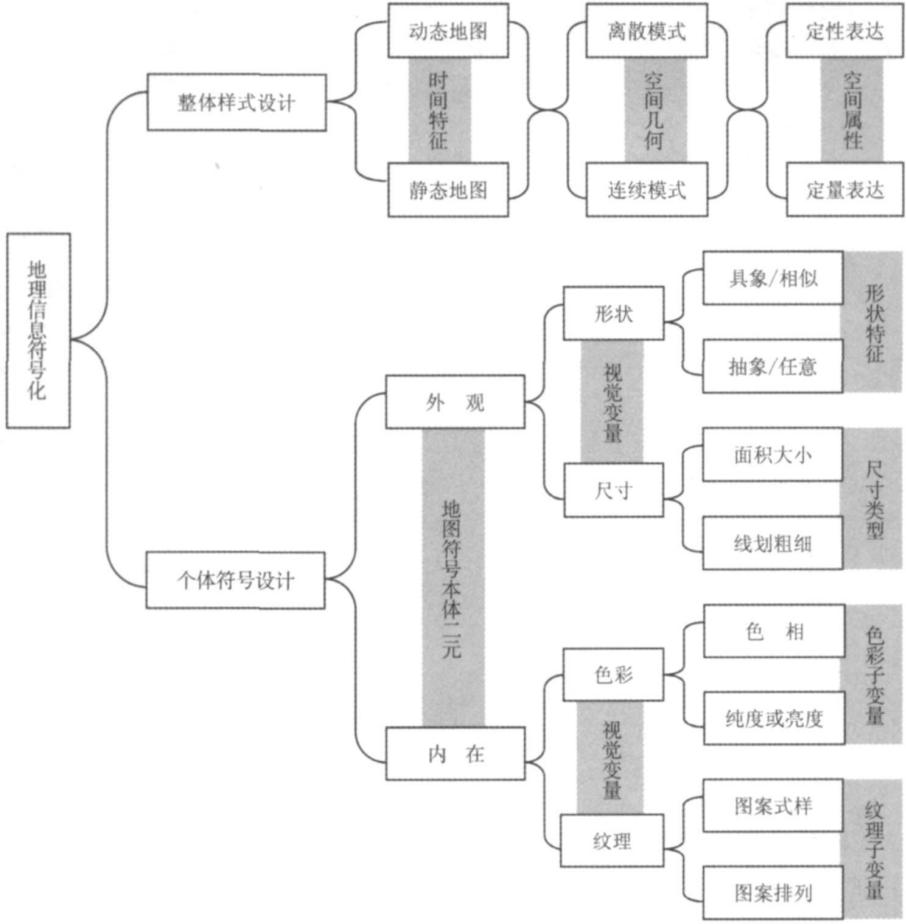 动态地图
离散模式
定性表达
整体样式设计
时间特征
空间几何
空间属性
静态地图
连续模式
定量表达
地理信息符号化
具象/相似
形状
形状特征
抽象/任意
视觉变量
外 观
面积大小
尺寸
尺寸类型
线划粗细
地图符号本体二元
个体符号设计
色 相
色彩
色彩子变量
纯度或亮度
视觉变量
内 在
图案式样
纹理
纹理子变量
图案排列